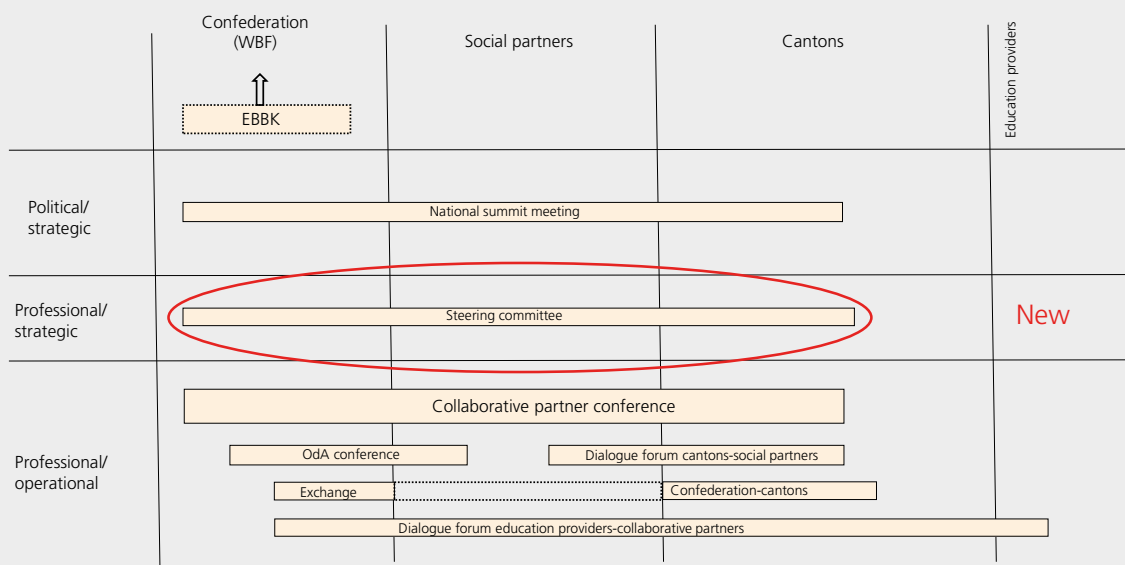 Confederation
(WBF)
Social partners
Cantons
Education providers
EBBK
Political/
strategic
National summit meeting
Professional/
strategic
Steering committee
New
Collaborative partner conference
Professional/
operational
OdA conference
Dialogue forum cantons-social partners
Exchange
Confederation-cantons
Dialogue forum education providers-collaborative partners